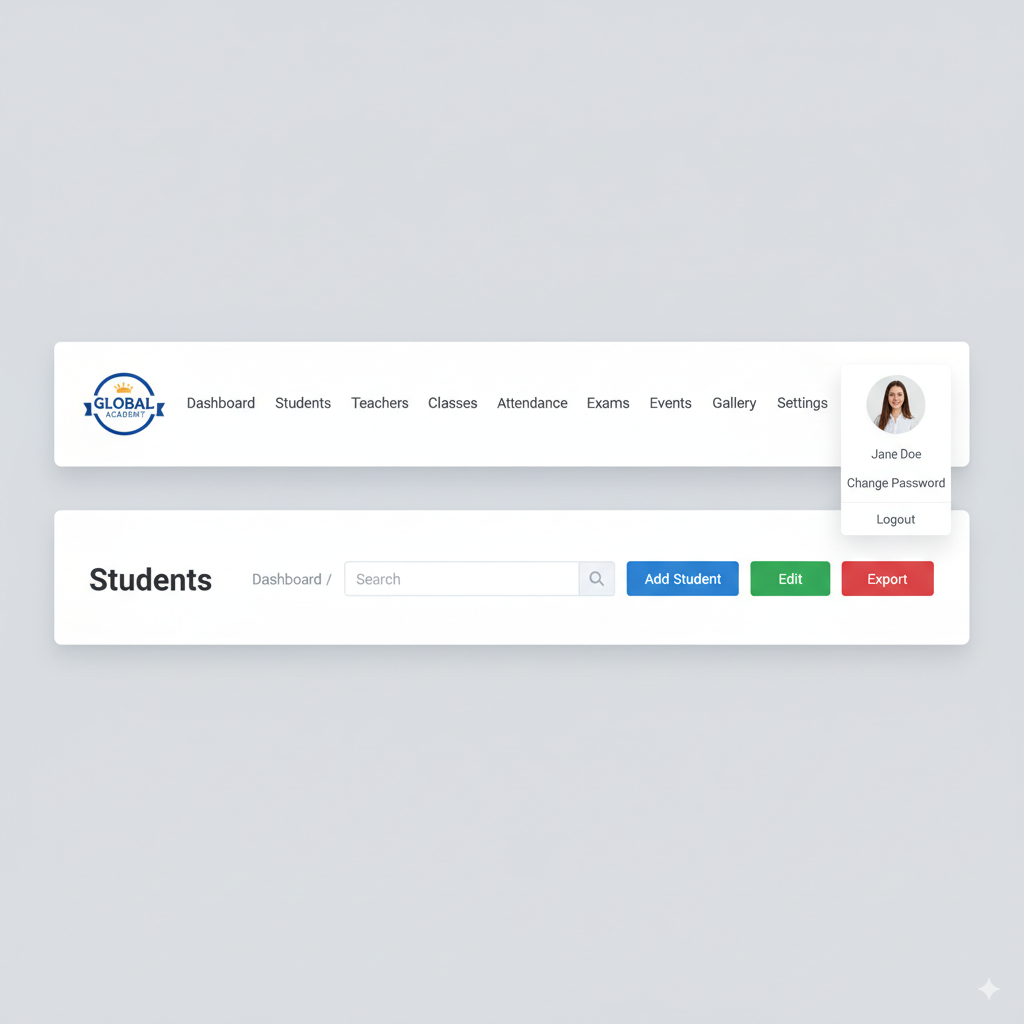 GLOBAL
ACADEMY
Dashboard Students Teachers Classes Attendance Exams Events Gallery Settings
Jane Doe
Change Password
Logout
Students Dashboard / Search Add Student Edit Export